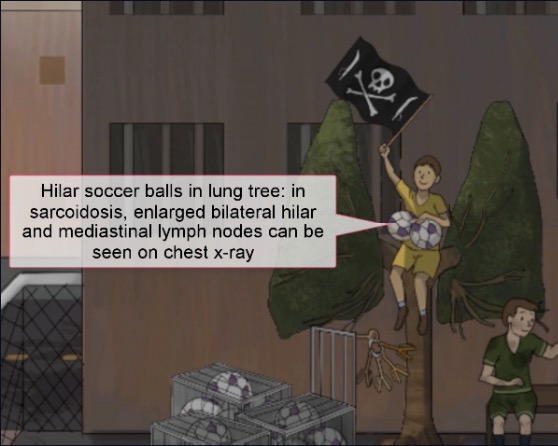 Hilar soccer balls in lung tree: in
sarcoidosis, enlarged bilateral hilar
and mediastinal lymph nodes can be
seen on chest x-ray